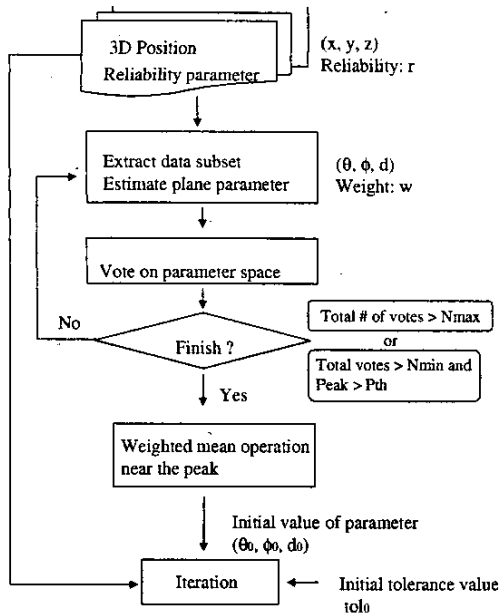 3D Position
Reliability parameter
(x, y, z)
Reliability: r
Extract data subset
Estimate plane parameter
(θ, ϕ, d)
Weight: w
Vote on parameter space
No
Finish ?
Total # of votes > Nmax
or
Total votes > Nmin and
Peak > Pth
Yes
Weighted mean operation
near the peak
Initial value of parameter
(θ0, ϕ0, d0)
Iteration
Initial tolerance value
tol0